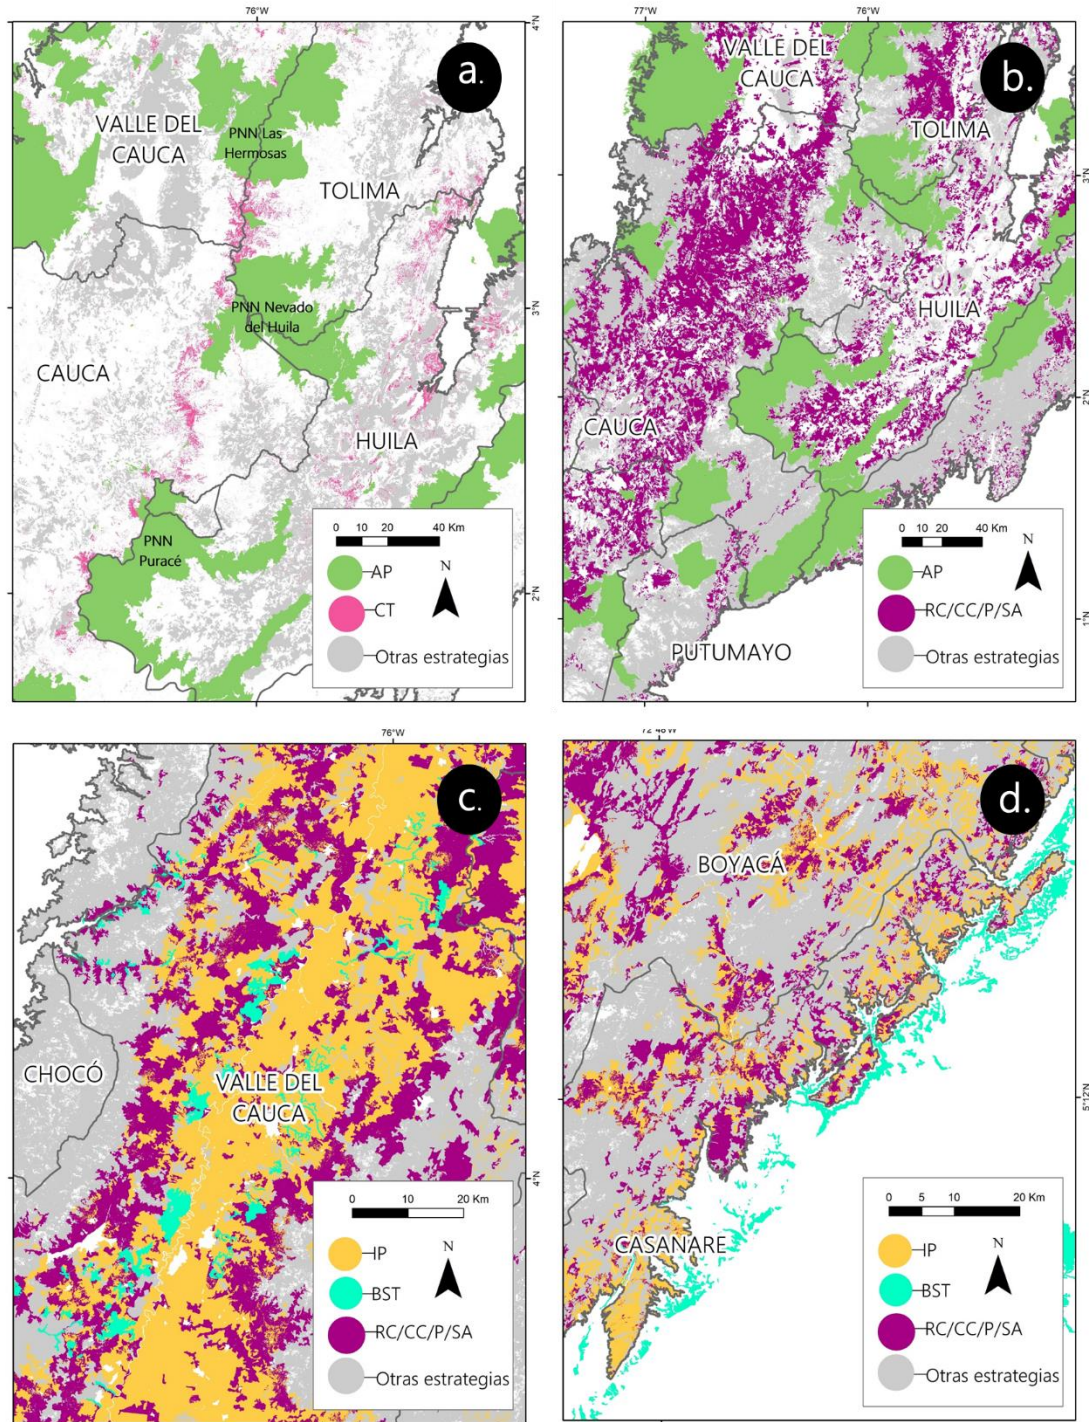 76°W
4°N
a.
VALLE DEL
CAUCA
PNN Las
Hermosas
TOLIMA
3°N
PNN Nevado
del Huila
CAUCA
HUILA
PNN
Puracé
2°N
0 10 20 40 Km
N
AP
CT
Otras estrategias
77°W
76°W
b.
VALLE DEL
CAUCA
TOLIMA
3°N
HUILA
2°N
CAUCA
0 10 20 40 Km
N
AP
RC/CC/P/SA
1°N
PUTUMAYO
Otras estrategias
76°W
c.
CHOCÓ
VALLE DEL
CAUCA
4°N
0 10 20 Km
N
IP
BST
RC/CC/P/SA
Otras estrategias
72°48'W
d.
BOYACÁ
5°12'N
CASANARE
0 5 10 20 Km
N
IP
BST
RC/CC/P/SA
Otras estrategias